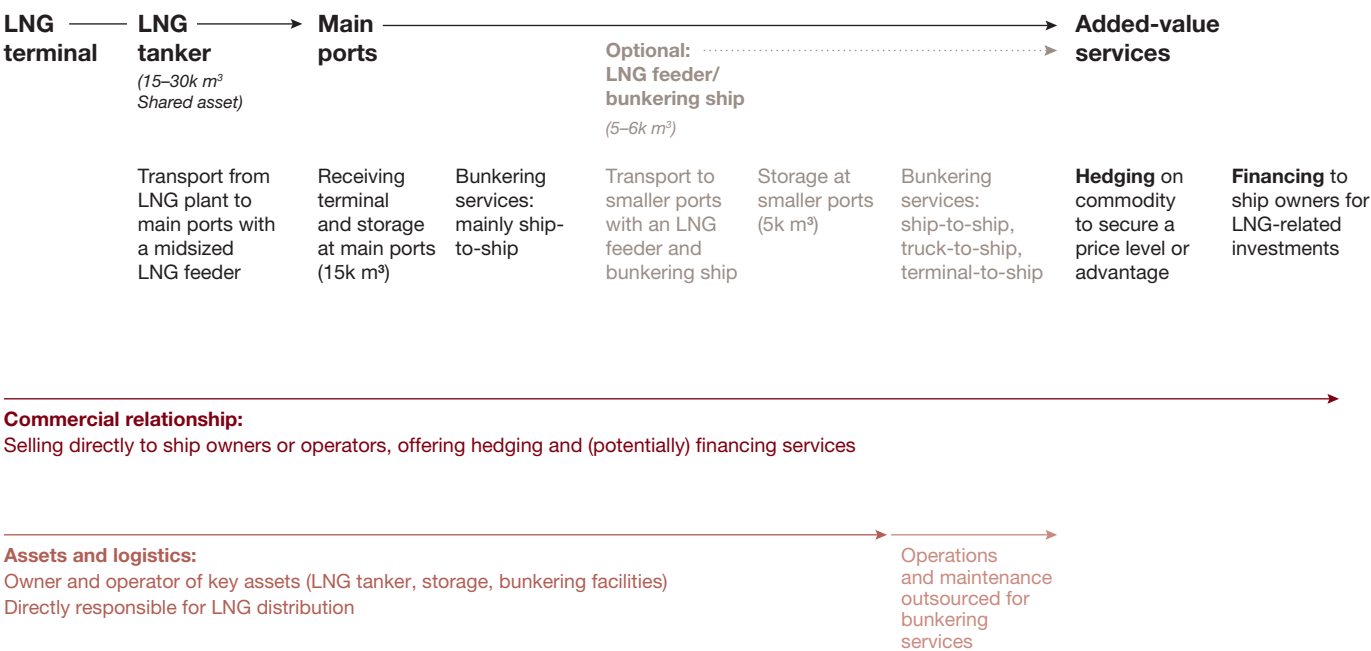 LNG
terminal
LNG
tanker
(15–30k m³
Shared asset)
Main
ports
Optional:
LNG feeder/
bunkering ship
(5–6k m³)
Added-value
services
Transport from
LNG plant to
main ports with
a midsized
LNG feeder
Receiving
terminal
and storage
at main ports
(15k m³)
Bunkering
services:
mainly ship-
to-ship
Transport to
smaller ports
with an LNG
feeder and
bunkering ship
Storage at
smaller ports
(5k m³)
Bunkering
services:
ship-to-ship,
truck-to-ship,
terminal-to-ship
Hedging on
commodity
to secure a
price level or
advantage
Financing to
ship owners for
LNG-related
investments
Commercial relationship:
Selling directly to ship owners or operators, offering hedging and (potentially) financing services
Assets and logistics:
Owner and operator of key assets (LNG tanker, storage, bunkering facilities)
Directly responsible for LNG distribution
Operations
and maintenance
outsourced for
bunkering
services